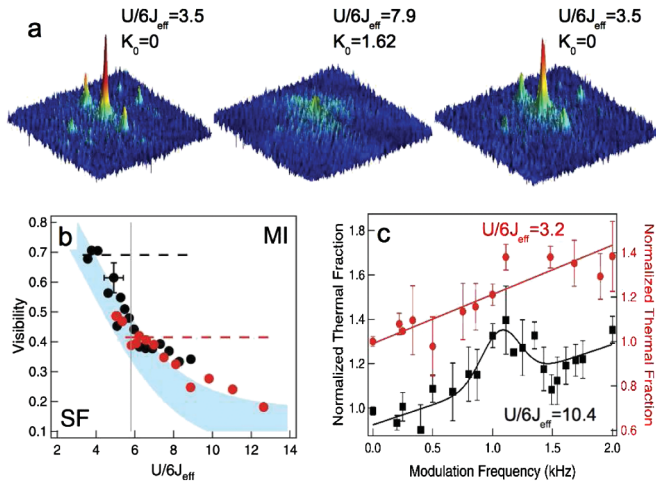 a
U/6J_eff=3.5
K_0=0
U/6J_eff=7.9
K_0=1.62
U/6J_eff=3.5
K_0=0
b
MI
SF
Visibility
0.8
0.7
0.6
0.5
0.4
0.3
0.2
0.1
2 4 6 8 10 12 14
U/6J_eff
c
U/6J_eff=3.2
U/6J_eff=10.4
Normalized Thermal Fraction
1.8
1.6
1.4
1.2
1.0
Normalized Thermal Fraction
1.4
1.2
1.0
0.8
0.6
0.0 0.5 1.0 1.5 2.0
Modulation Frequency (kHz)